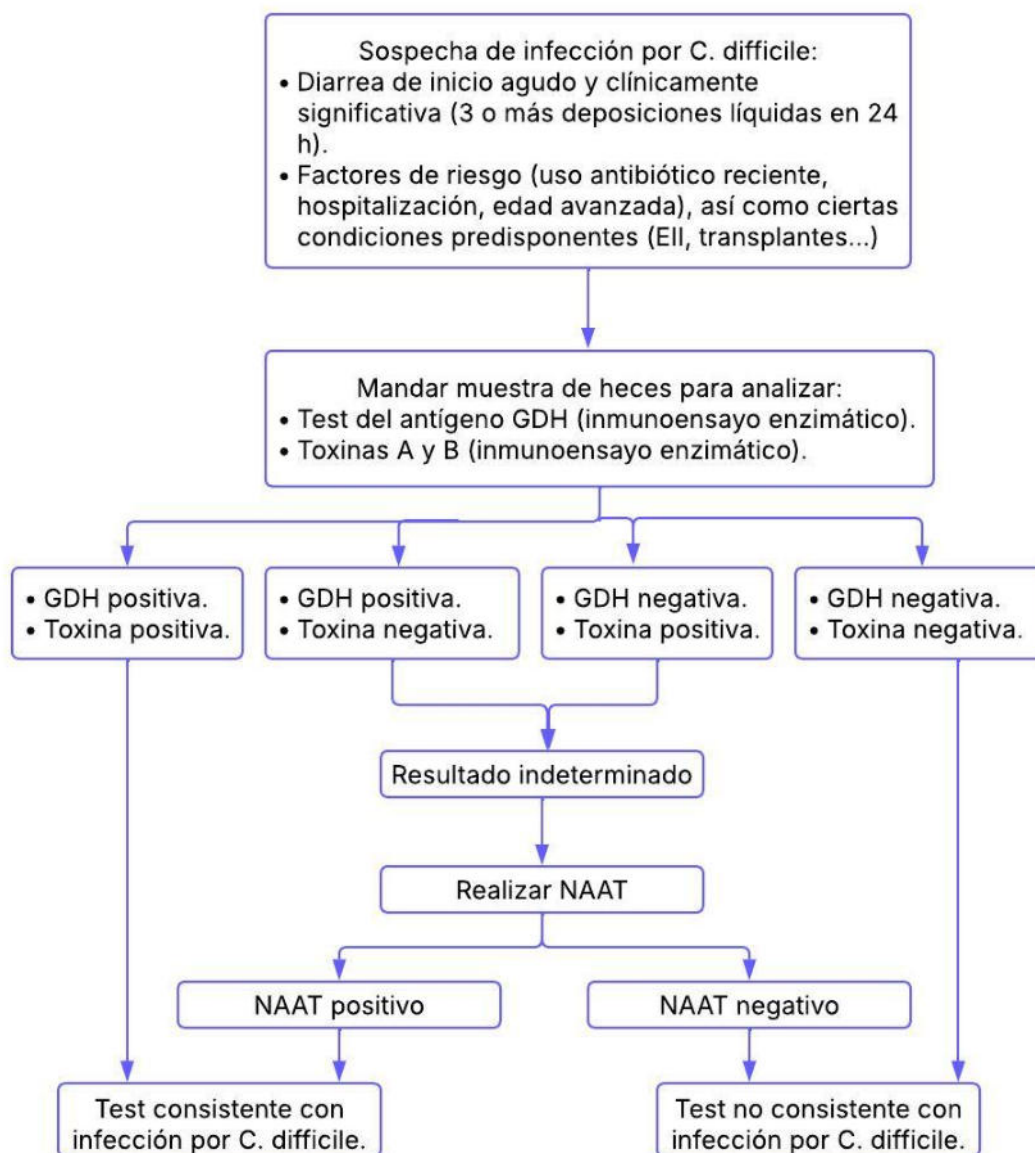 Sospecha de infección por C. difficile:
• Diarrea de inicio agudo y clínicamente
significativa (3 o más deposiciones líquidas en 24
h).
• Factores de riesgo (uso antibiótico reciente,
hospitalización, edad avanzada), así como ciertas
condiciones predisponentes (EII, transplantes...)
Mandar muestra de heces para analizar:
• Test del antígeno GDH (inmunoensayo enzimático).
• Toxinas A y B (inmunoensayo enzimático).
• GDH positiva.
• Toxina positiva.
• GDH positiva.
• Toxina negativa.
• GDH negativa.
• Toxina positiva.
• GDH negativa.
• Toxina negativa.
Resultado indeterminado
Realizar NAAT
NAAT positivo
NAAT negativo
Test consistente con
infección por C. difficile.
Test no consistente con
infección por C. difficile.